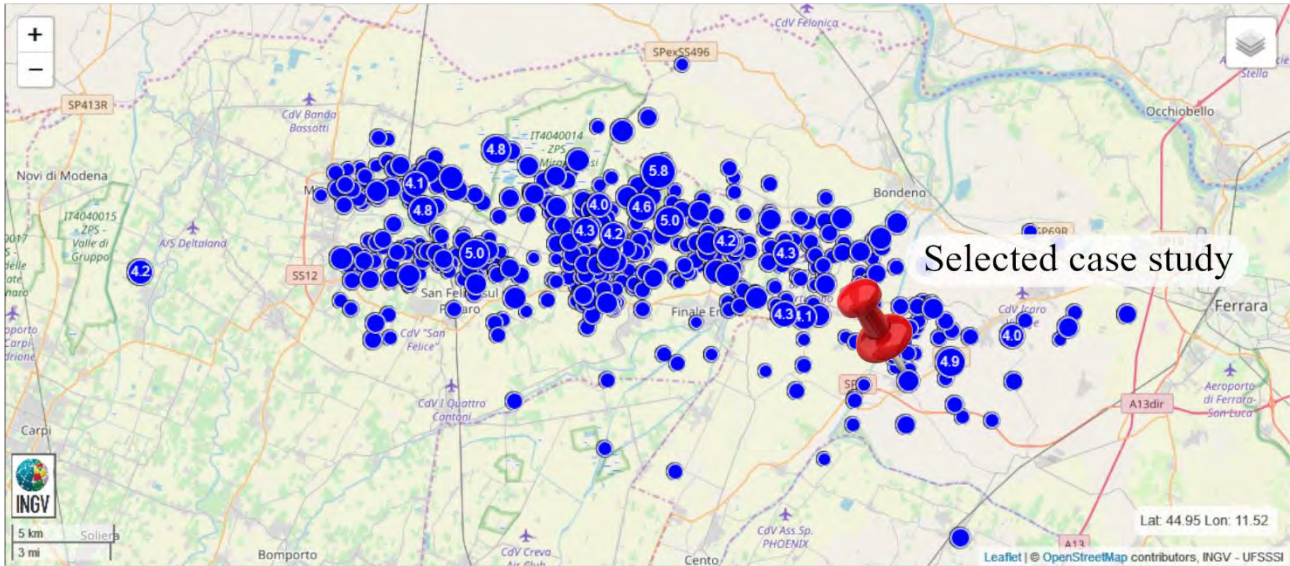 +
−
CdV Felonica
SPexSS496
Stella
SP413R
CdV Banda
Bassotti
Occhiobello
IT4040014
- ZPS -
4.8
Novi di Modena
5.8
4.1
Bondeno
4.0
4.6
4.8
IT4040015
- ZPS -
Valle di
Gruppo
A/S Deltaland
5.0
4.3
4.2
4.2
4.3
SP69R
5.0
Selected case study
4.2
SS12
San Felice sul
CdV Icaro
Ferrara
Finale
4.3
4.1
CdV "San
Felice"
4.0
4.9
CdV I Quattro
Cantoni
Aeroporto
di Ferrara-
San Luca
A13dir
Carpi
INGV
5 km
3 mi
Soliera
CdV Ass.Sp.
PHOENIX
Lat: 44.95 Lon: 11.52
A13
Bomporto
CdV Creva
Air Club
Cento
Leaflet | © OpenStreetMap contributors, INGV - UFSSSI